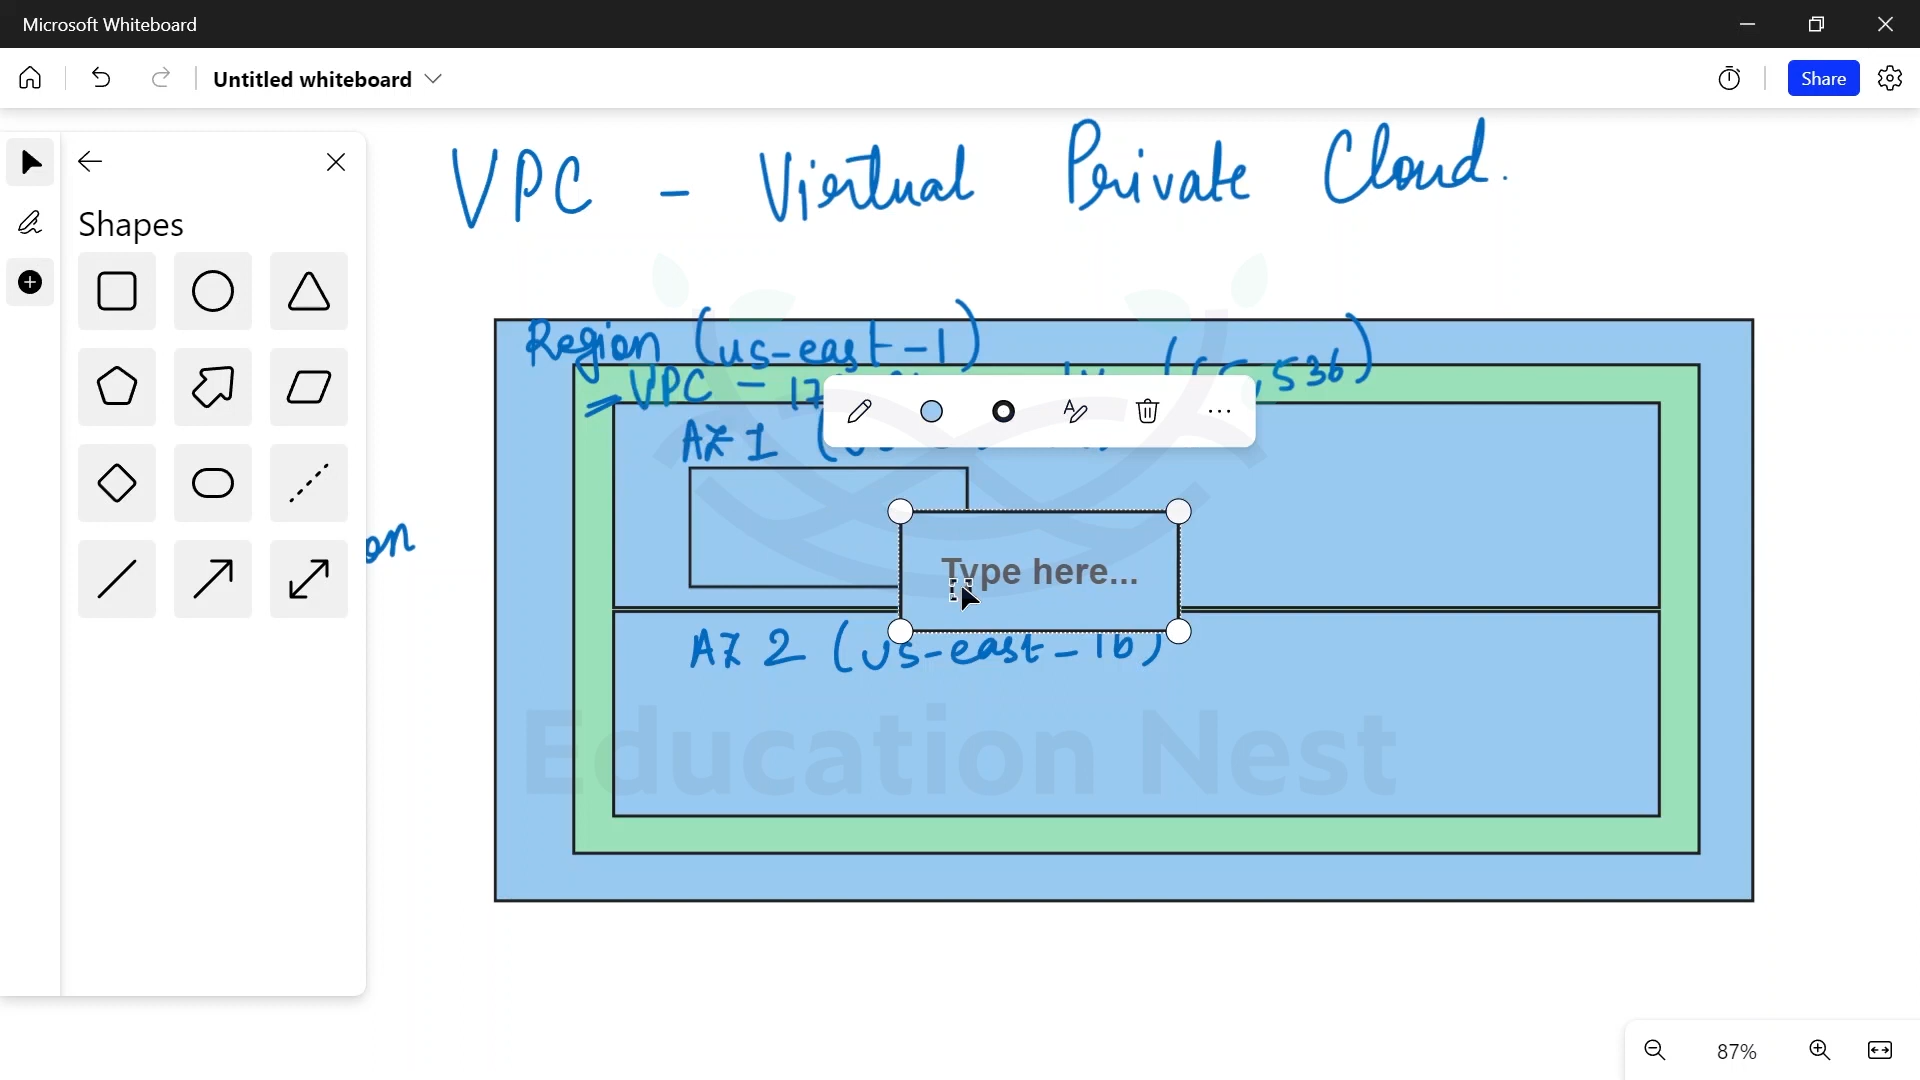 Microsoft Whiteboard
Untitled whiteboard
Share
Shapes
VPC - Virtual Private Cloud.
Region (us-east-1)
VPC - 17 ,536)
AZ 1 (
on
Type here...
AZ 2 (us-east-1b)
Education Nest
87%